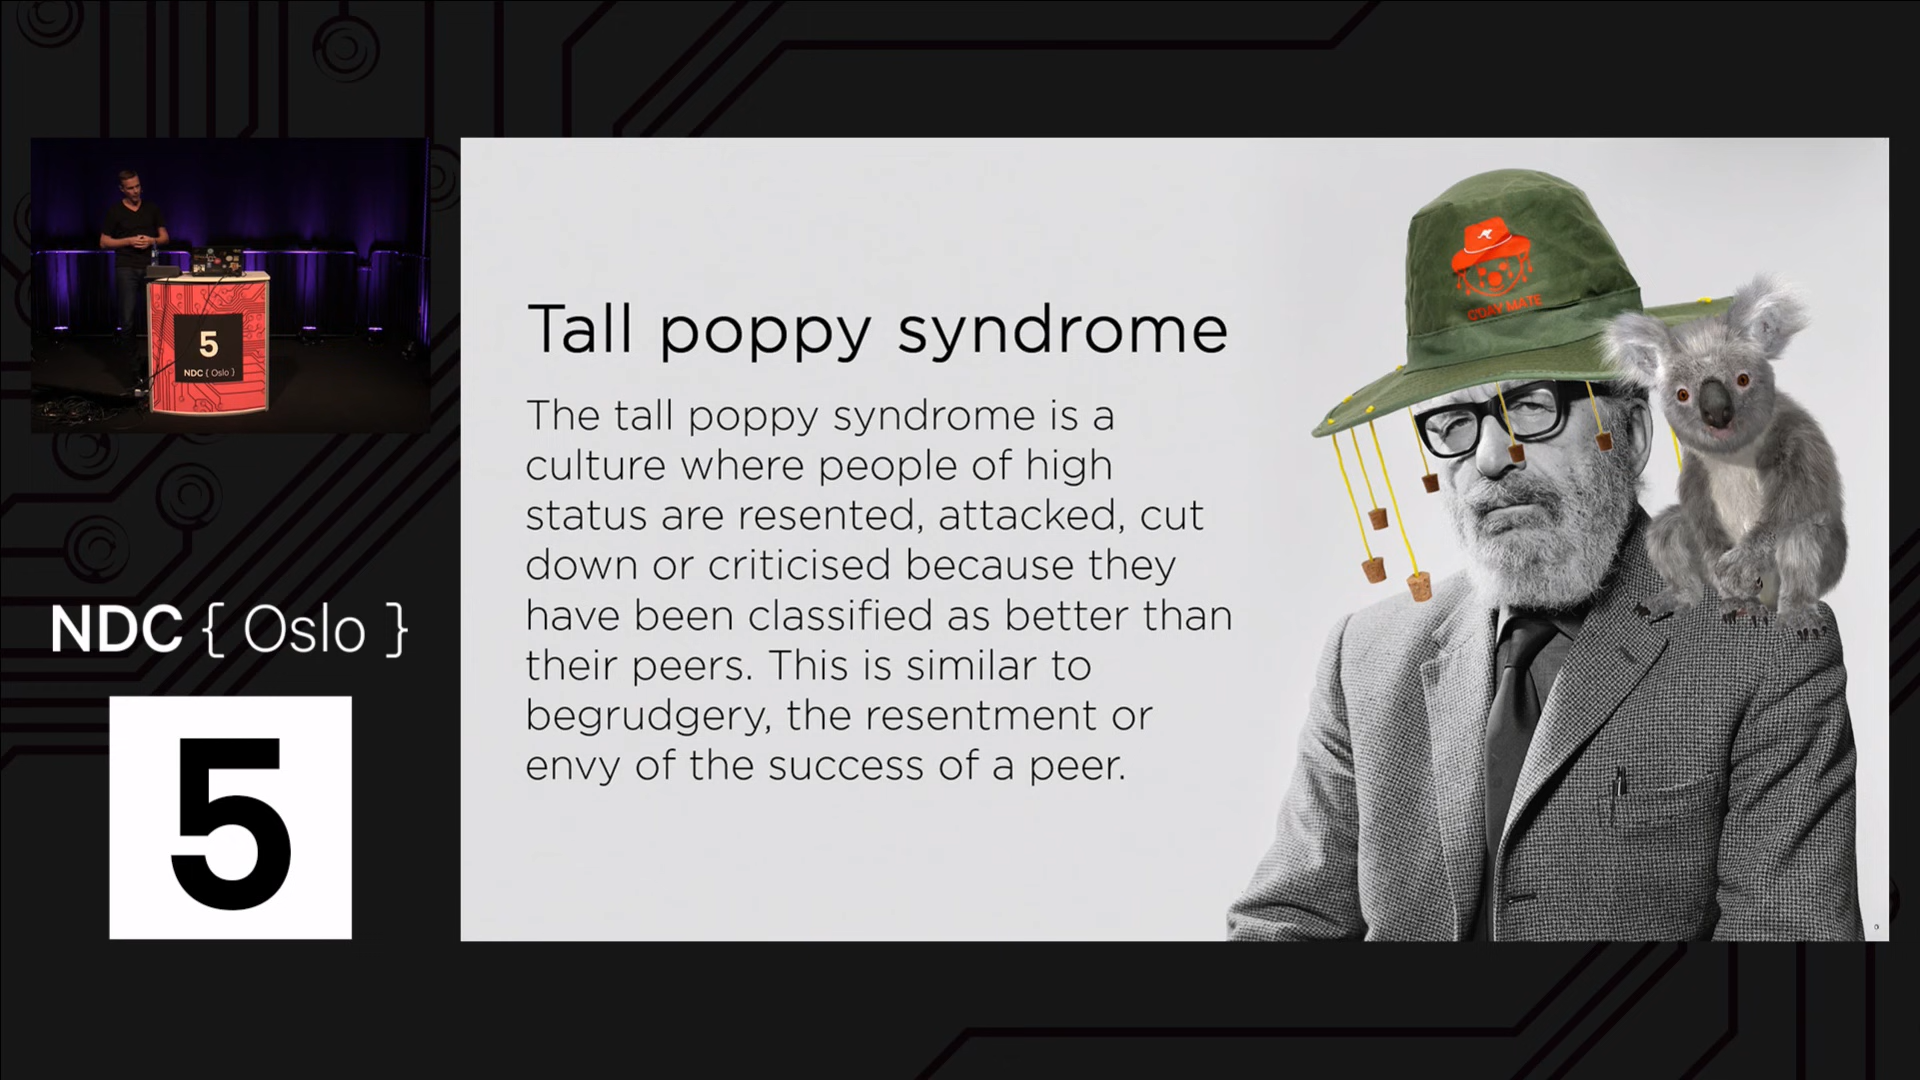 5
NDC { Oslo }
NDC { Oslo }
5
Tall poppy syndrome
The tall poppy syndrome is a
culture where people of high
status are resented, attacked, cut
down or criticised because they
have been classified as better than
their peers. This is similar to
begrudgery, the resentment or
envy of the success of a peer.
GDAY MATE